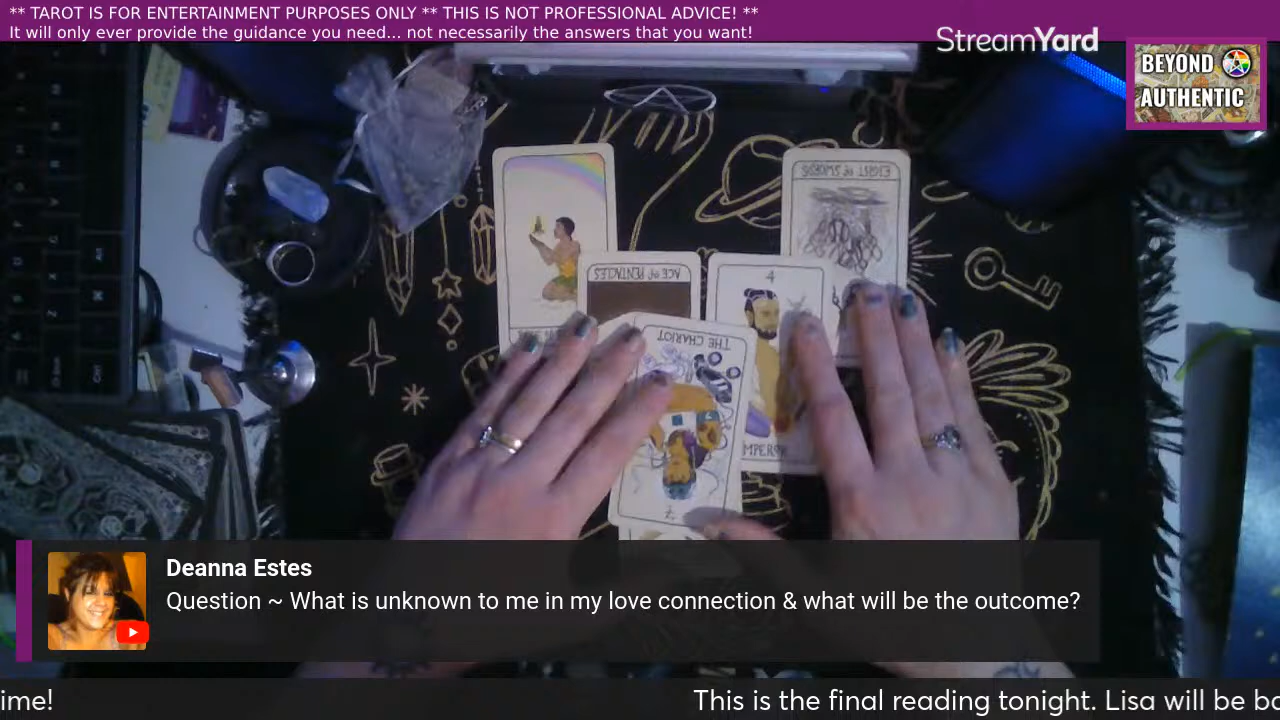 ** TAROT IS FOR ENTERTAINMENT PURPOSES ONLY ** THIS IS NOT PROFESSIONAL ADVICE! **
It will only ever provide the guidance you need... not necessarily the answers that you want!
StreamYard
BEYOND
AUTHENTIC
EIGHT OF SWORDS
ACE OF PENTACLES
4
THE CHARIOT
MPEROR
7
Deanna Estes
Question ~ What is unknown to me in my love connection & what will be the outcome?
ime!
This is the final reading tonight. Lisa will be ba